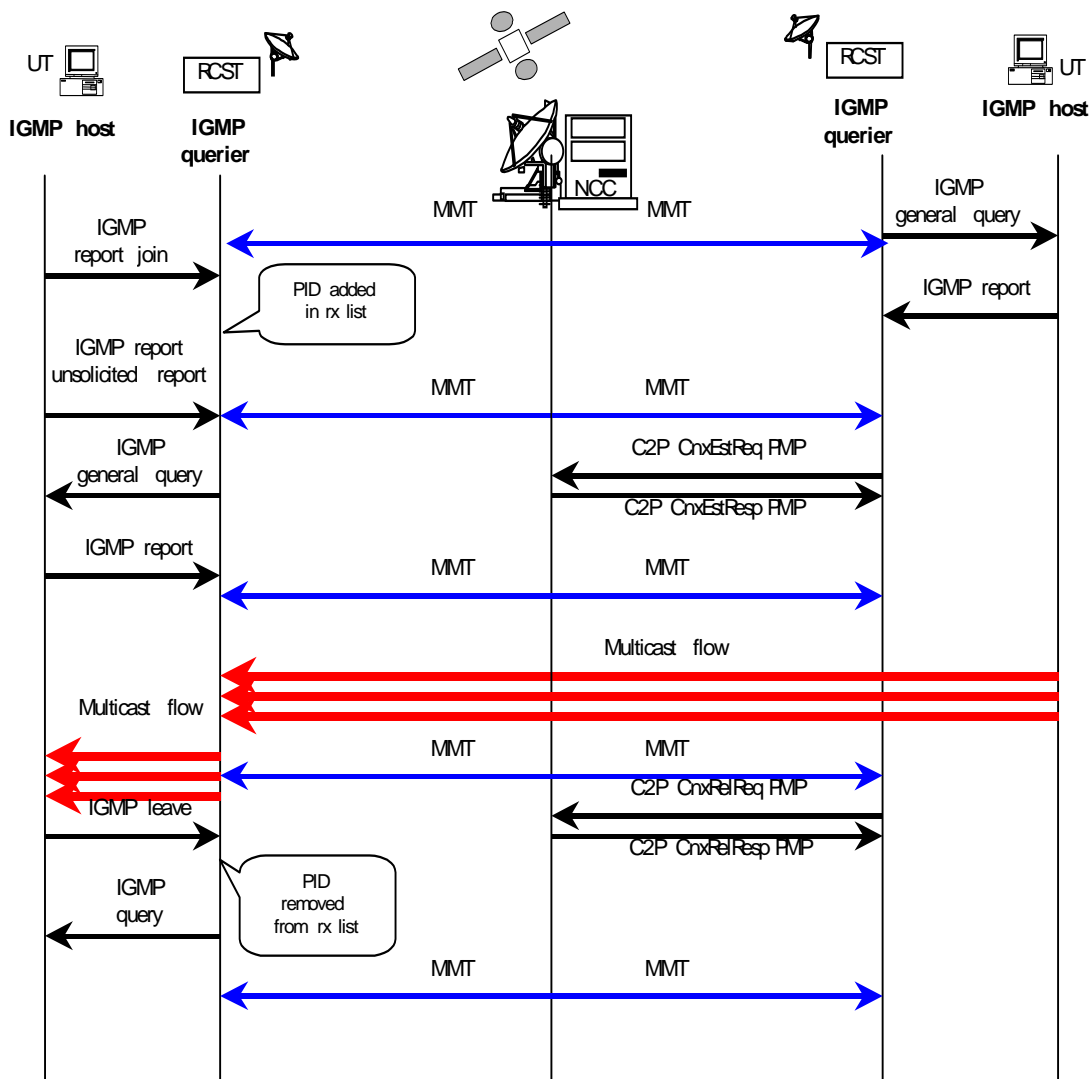 UT
RCST
RCST
UT
IGMP host
IGMP
querier
IGMP
querier
IGMP host
NCC
MMT
MMT
IGMP
general query
IGMP
report join
PID added
in rx list
IGMP report
IGMP report
unsolicited report
MMT
MMT
IGMP
general query
C2P CnxEstReq PMP
C2P CnxEstResp PMP
IGMP report
MMT
MMT
Multicast flow
Multicast flow
MMT
MMT
C2P CnxRelReq PMP
IGMP leave
C2P CnxRelResp PMP
IGMP
query
PID
removed
from rx list
MMT
MMT